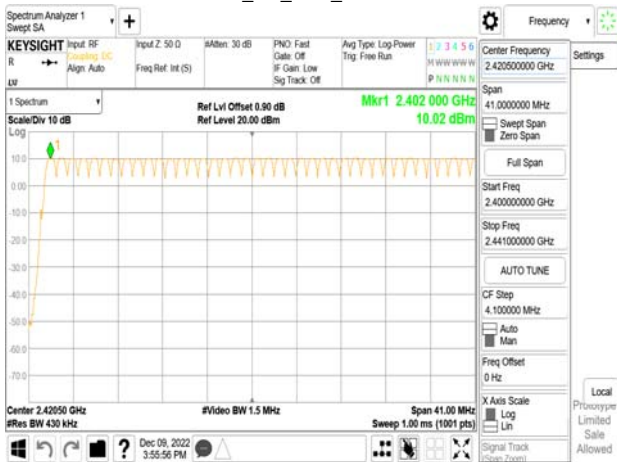 Spectrum Analyzer 1
Swept SA
+
Frequency
KEYSIGHT
Input: RF
Coupling: DC
Align: Auto
Input Z: 50 Ω
Freq Ref: Int (S)
#Atten: 30 dB
PNO: Fast
Gate: Off
IF Gain: Low
Sig Track: Off
Avg Type: Log-Power
Trig: Free Run
1 2 3 4 5 6
M W W W W W
P N N N N N
R
LW
Center Frequency
2.420500000 GHz
Settings
Span
41.0000000 MHz
Swept Span
Zero Span
Full Span
Start Freq
2.400000000 GHz
Stop Freq
2.441000000 GHz
AUTO TUNE
CF Step
4.100000 MHz
Auto
Man
Freq Offset
0 Hz
X Axis Scale
Log
Lin
Signal Track
(Span Zoom)
Local
Prototype
Limited
Sale
Allowed
1 Spectrum
Scale/Div 10 dB
Log
Ref Lvl Offset 0.90 dB
Ref Level 20.00 dBm
Mkr1 2.402 000 GHz
10.02 dBm
1
10.0
0.00
-10.0
-20.0
-30.0
-40.0
-50.0
-60.0
-70.0
Center 2.42050 GHz
#Res BW 430 kHz
#Video BW 1.5 MHz
Span 41.00 MHz
Sweep 1.00 ms (1001 pts)
?
Dec 09, 2022
3:55:56 PM